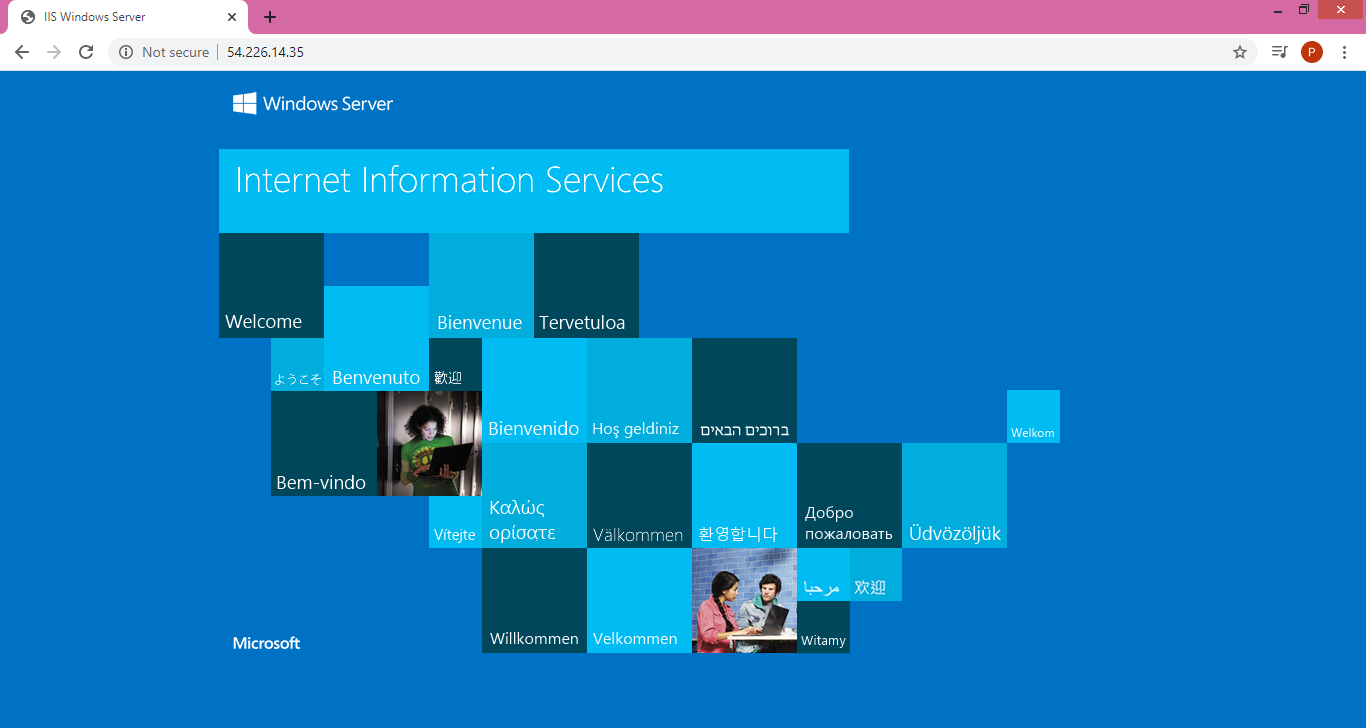 IIS Windows Server
Not secure
54.226.14.35
P
Windows Server
Internet Information Services
Welcome
Bienvenue
Tervetuloa
ようこそ
Benvenuto
歡迎
Bienvenido
Hoş geldiniz
ברוכים הבאים
Welkom
Bem-vindo
Vítejte
Καλώς
ορίσατε
Välkommen
환영합니다
Добро
пожаловать
Üdvözöljük
Willkommen
Velkommen
مرحبا
欢迎
Witamy
Microsoft